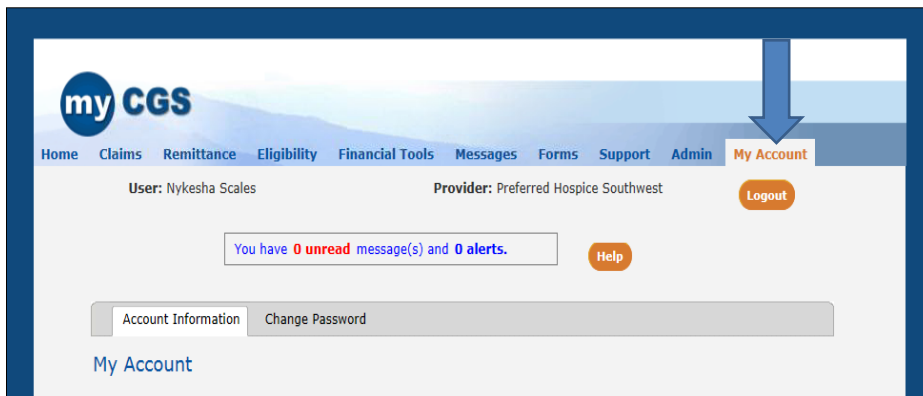 my CGS
Home Claims Remittance Eligibility Financial Tools Messages Forms Support Admin My Account
User: Nykesha Scales Provider: Preferred Hospice Southwest Logout
You have 0 unread message(s) and 0 alerts. Help
Account Information Change Password
My Account